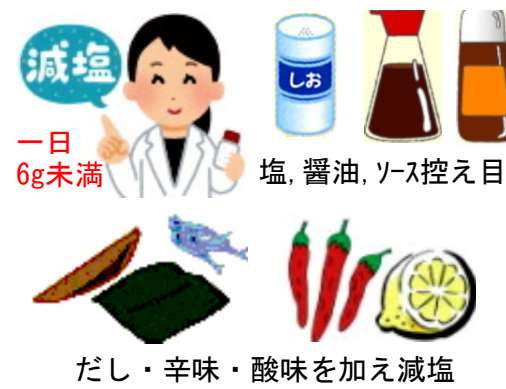 減塩
一日
6g未満
しお
塩,醤油,ソース控え目
だし・辛味・酸味を加え減塩